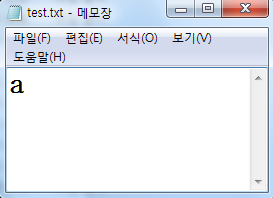 test.txt - 메모장
파일(F) 편집(E) 서식(O) 보기(V)
도움말(H)
a